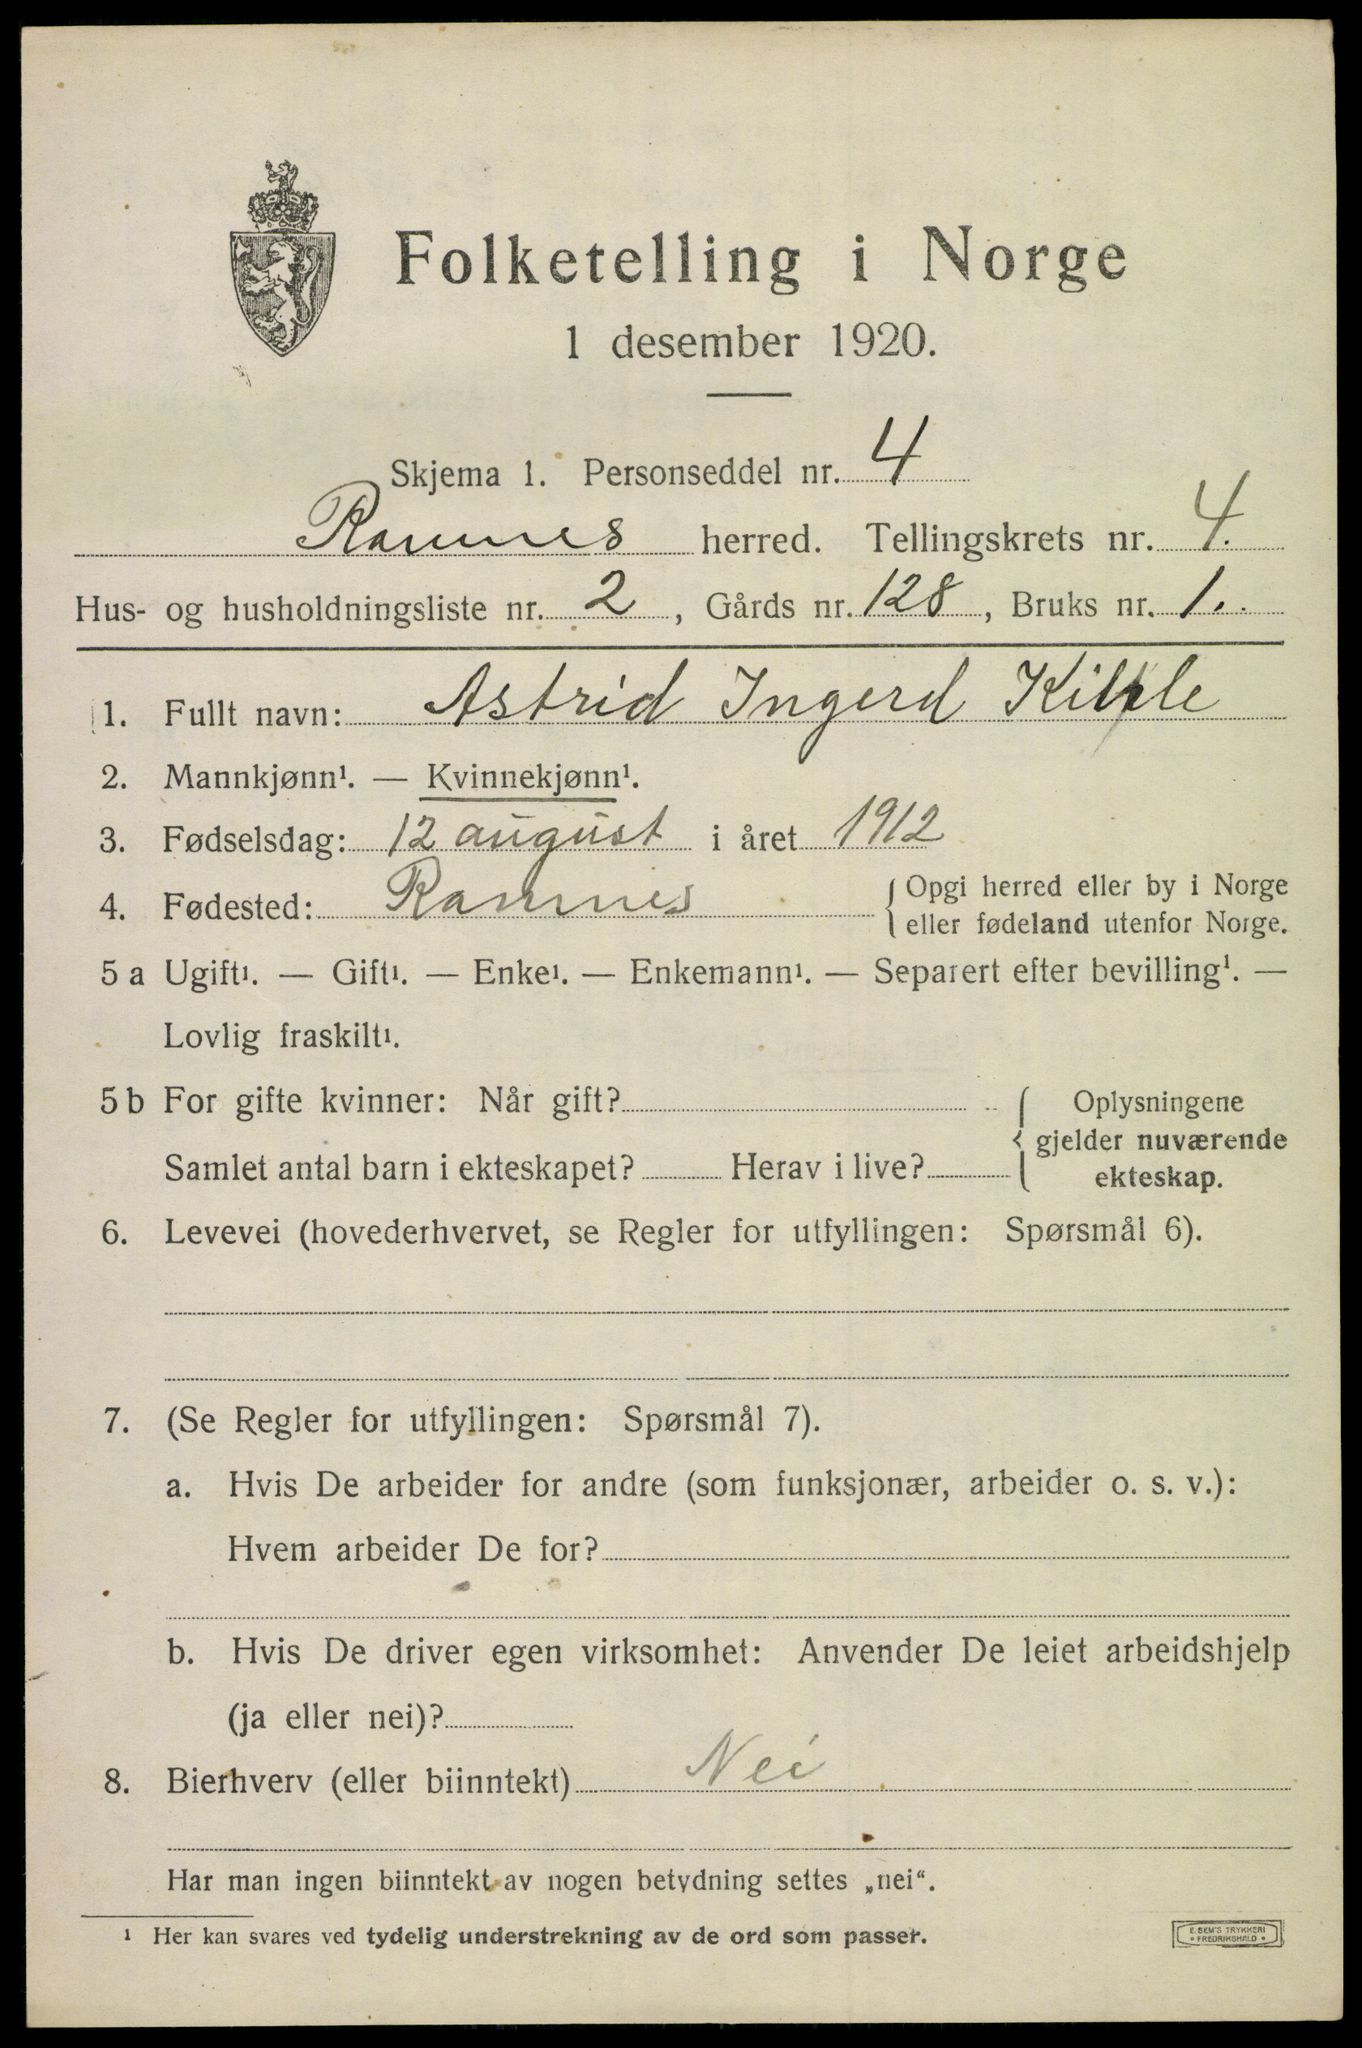 Folketelling i Norge
1 desember 1920.
Skjema 1. Personseddel nr. 4
Ramnes herred. Tellingskrets nr. 4.
Hus- og husholdningsliste nr. 2, Gårds nr. 128, Bruks nr. 1.
1. Fullt navn: Astrid Ingerd
2. Mannkjønn¹. — Kvinnekjønn¹.
3. Fødselsdag: 12 august i året 1912
4. Fødested: Ramnes { Opgi herred eller by i Norge
eller fødeland utenfor Norge.
5 a Ugift¹. — Gift¹. — Enke¹. — Enkemann¹. — Separert efter bevilling¹. —
Lovlig fraskilt¹.
5 b For gifte kvinner: Når gift?
Samlet antal barn i ekteskapet? Herav i live?
{ Oplysningene
gjelder nuværende
ekteskap.
6. Levevei (hovederhvervet, se Regler for utfyllingen: Spørsmål 6).
7. (Se Regler for utfyllingen: Spørsmål 7).
a. Hvis De arbeider for andre (som funksjonær, arbeider o. s. v.):
Hvem arbeider De for?
b. Hvis De driver egen virksomhet: Anvender De leiet arbeidshjelp
(ja eller nei)?
8. Bierhverv (eller biinntekt) Nei
Har man ingen biinntekt av nogen betydning settes „nei“.
¹ Her kan svares ved tydelig understrekning av de ord som passer.
E. SEM'S TRYKKERI
• FREDRIKSHALD •